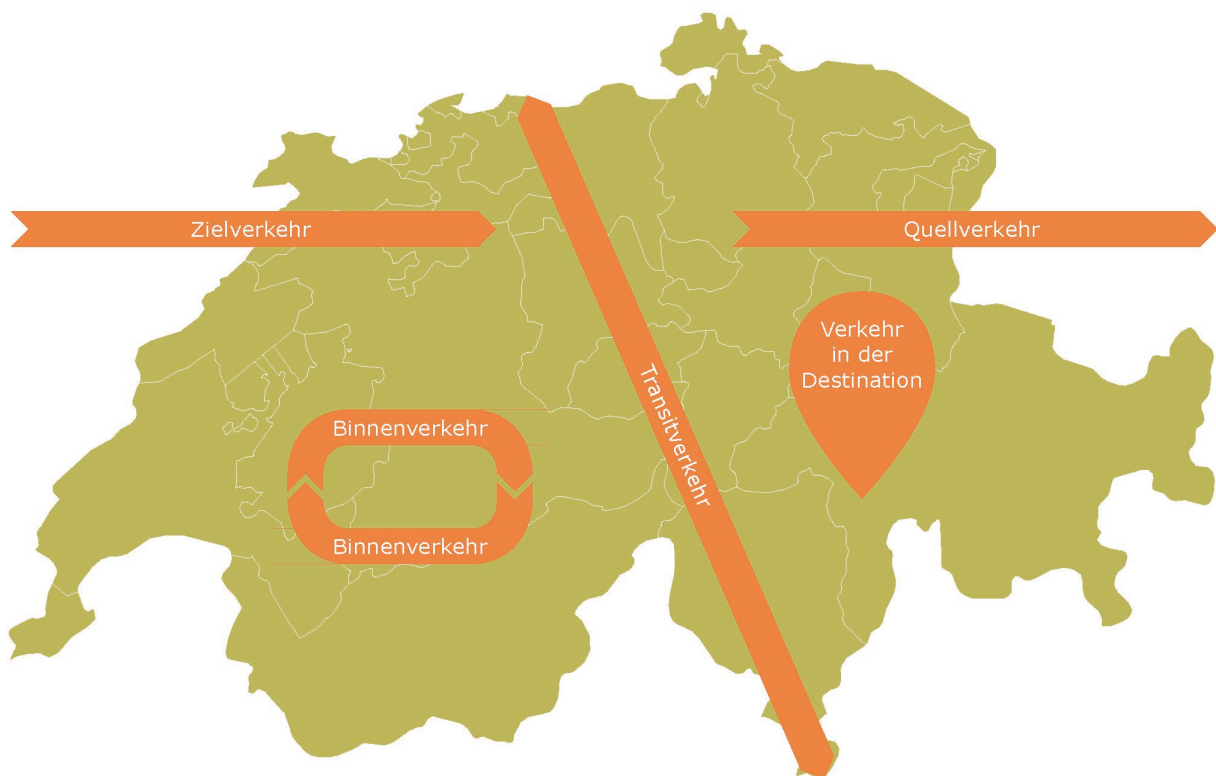 Zielverkehr
Quellverkehr
Verkehr
in der
Destination
Transitverkehr
Binnenverkehr
Binnenverkehr